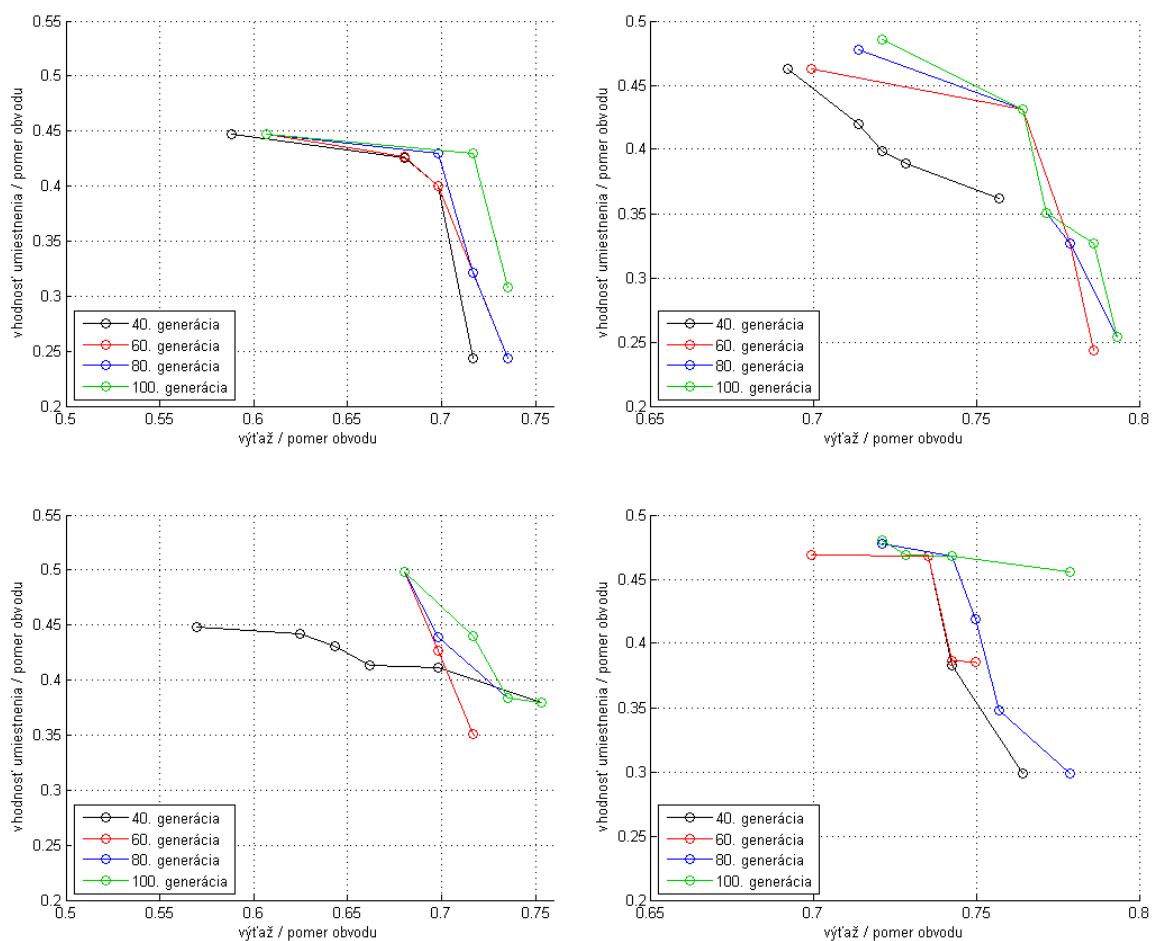 0.55
0.5
0.45
0.4
0.35
0.3
0.25
0.2
vhodnosť umiestnenia / pomer obvodu
40. generácia
60. generácia
80. generácia
100. generácia
0.5 0.55 0.6 0.65 0.7 0.75
výťaž / pomer obvodu
0.5
0.45
0.4
0.35
0.3
0.25
0.2
vhodnosť umiestnenia / pomer obvodu
40. generácia
60. generácia
80. generácia
100. generácia
0.65 0.7 0.75 0.8
výťaž / pomer obvodu
0.55
0.5
0.45
0.4
0.35
0.3
0.25
0.2
vhodnosť umiestnenia / pomer obvodu
40. generácia
60. generácia
80. generácia
100. generácia
0.5 0.55 0.6 0.65 0.7 0.75
výťaž / pomer obvodu
0.5
0.45
0.4
0.35
0.3
0.25
0.2
vhodnosť umiestnenia / pomer obvodu
40. generácia
60. generácia
80. generácia
100. generácia
0.65 0.7 0.75 0.8
výťaž / pomer obvodu